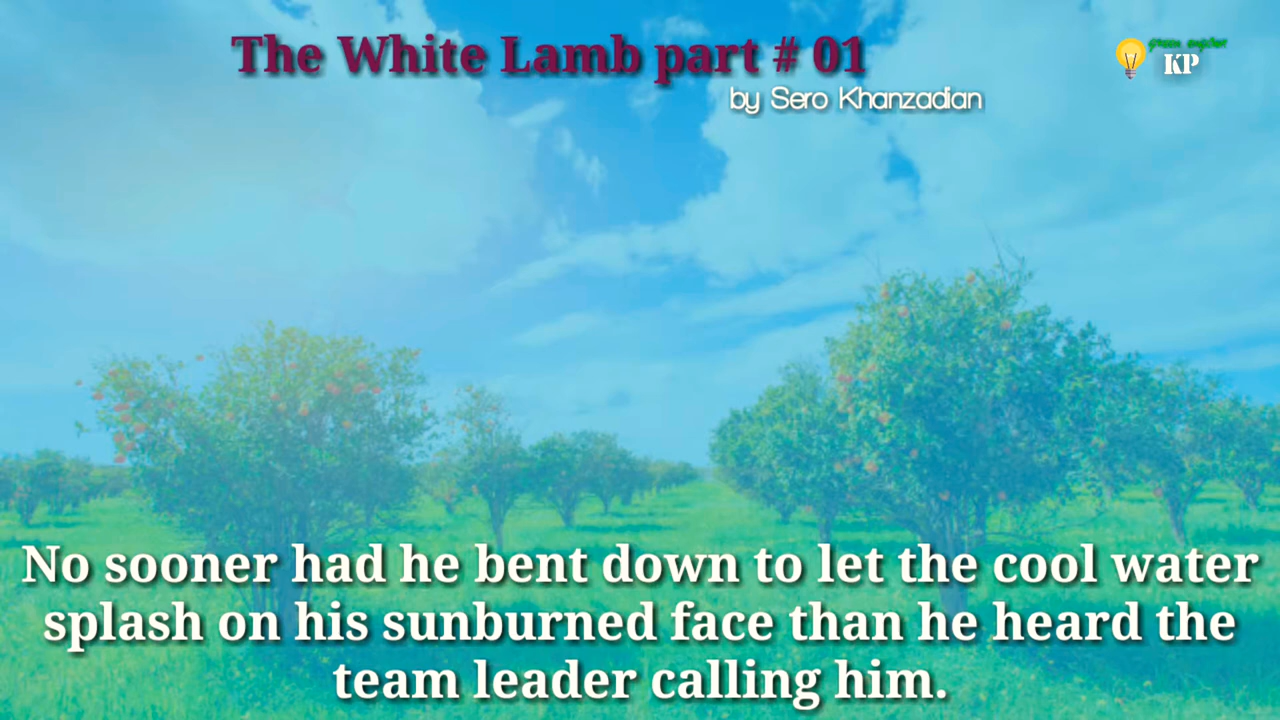 The White Lamb part # 01
by Sero Khanzadian
KP
No sooner had he bent down to let the cool water
splash on his sunburned face than he heard the
team leader calling him.